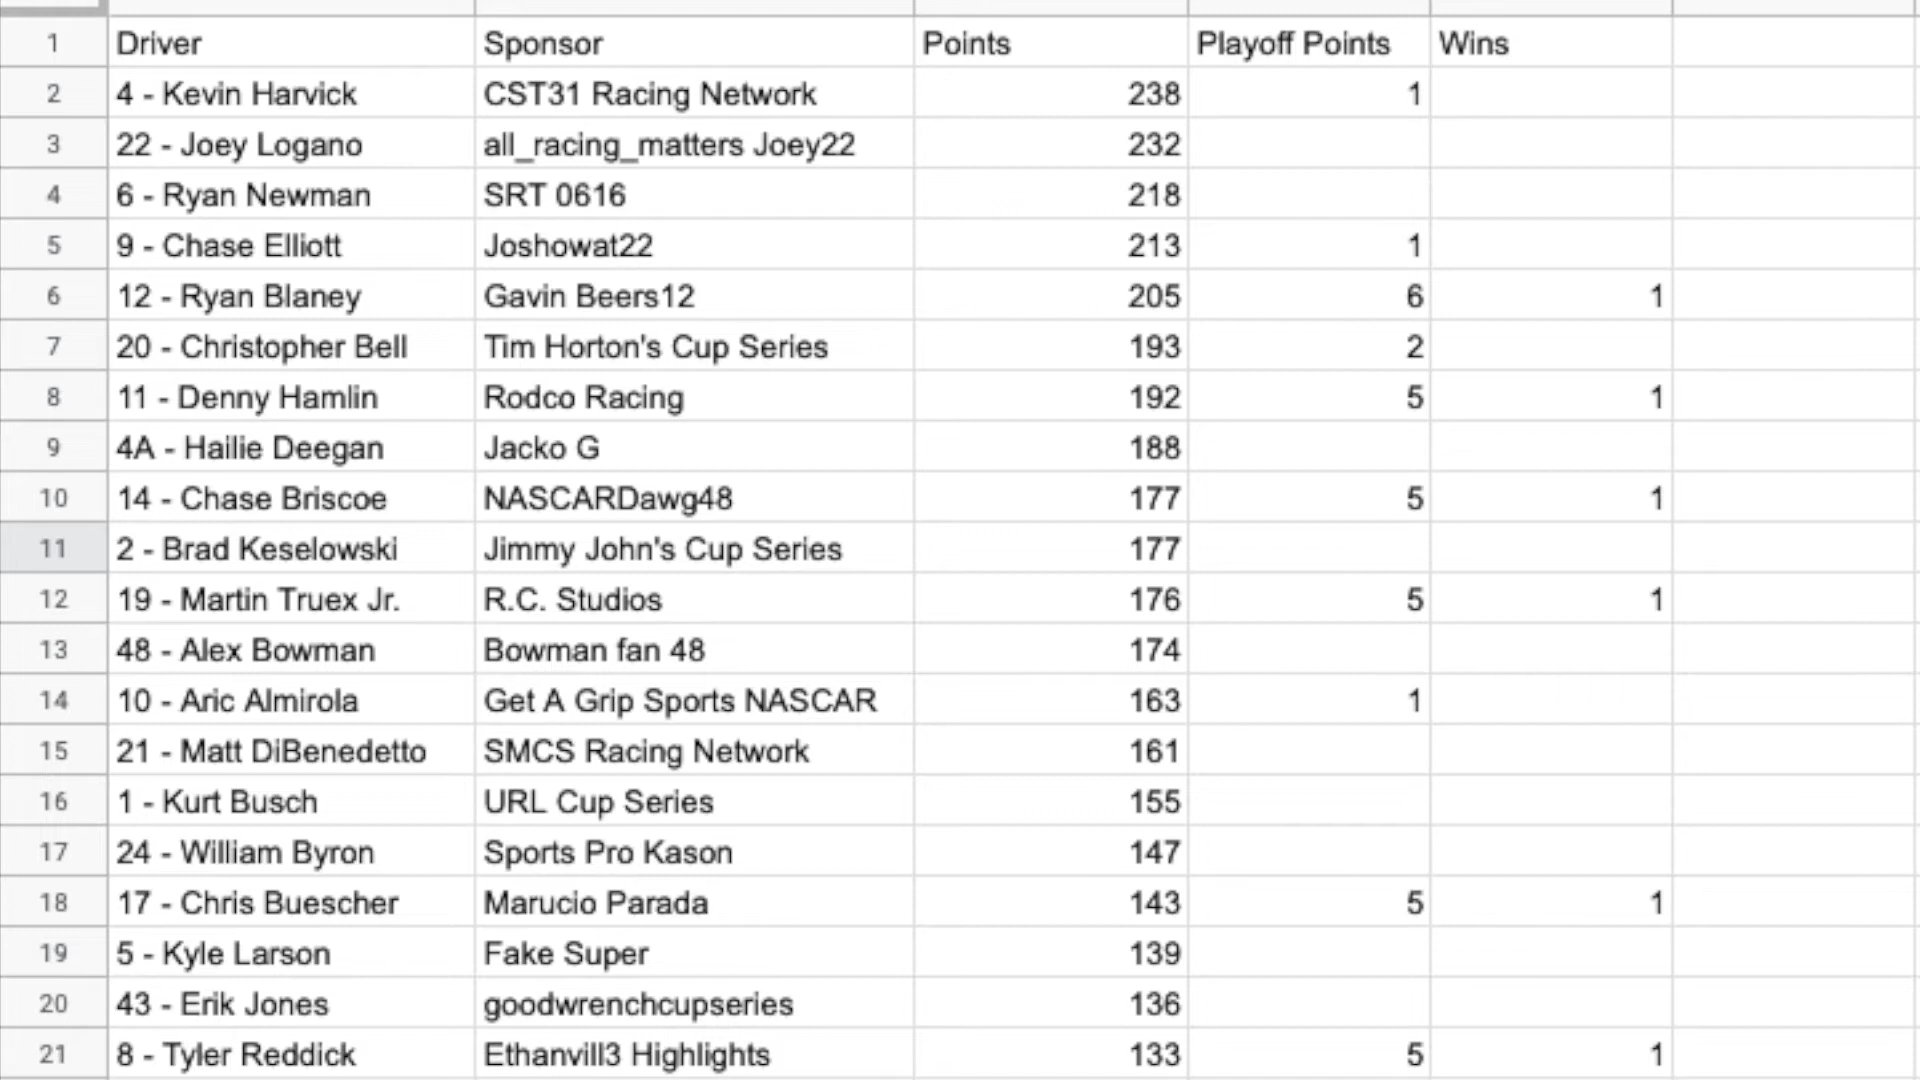 1 Driver Sponsor Points Playoff Points Wins
2 4 - Kevin Harvick CST31 Racing Network 238 1
3 22 - Joey Logano all_racing_matters Joey22 232
4 6 - Ryan Newman SRT 0616 218
5 9 - Chase Elliott Joshowat22 213 1
6 12 - Ryan Blaney Gavin Beers12 205 6 1
7 20 - Christopher Bell Tim Horton's Cup Series 193 2
8 11 - Denny Hamlin Rodco Racing 192 5 1
9 4A - Hailie Deegan Jacko G 188
10 14 - Chase Briscoe NASCARDawg48 177 5 1
11 2 - Brad Keselowski Jimmy John's Cup Series 177
12 19 - Martin Truex Jr. R.C. Studios 176 5 1
13 48 - Alex Bowman Bowman fan 48 174
14 10 - Aric Almirola Get A Grip Sports NASCAR 163 1
15 21 - Matt DiBenedetto SMCS Racing Network 161
16 1 - Kurt Busch URL Cup Series 155
17 24 - William Byron Sports Pro Kason 147
18 17 - Chris Buescher Marucio Parada 143 5 1
19 5 - Kyle Larson Fake Super 139
20 43 - Erik Jones goodwrenchcupseries 136
21 8 - Tyler Reddick Ethanvill3 Highlights 133 5 1